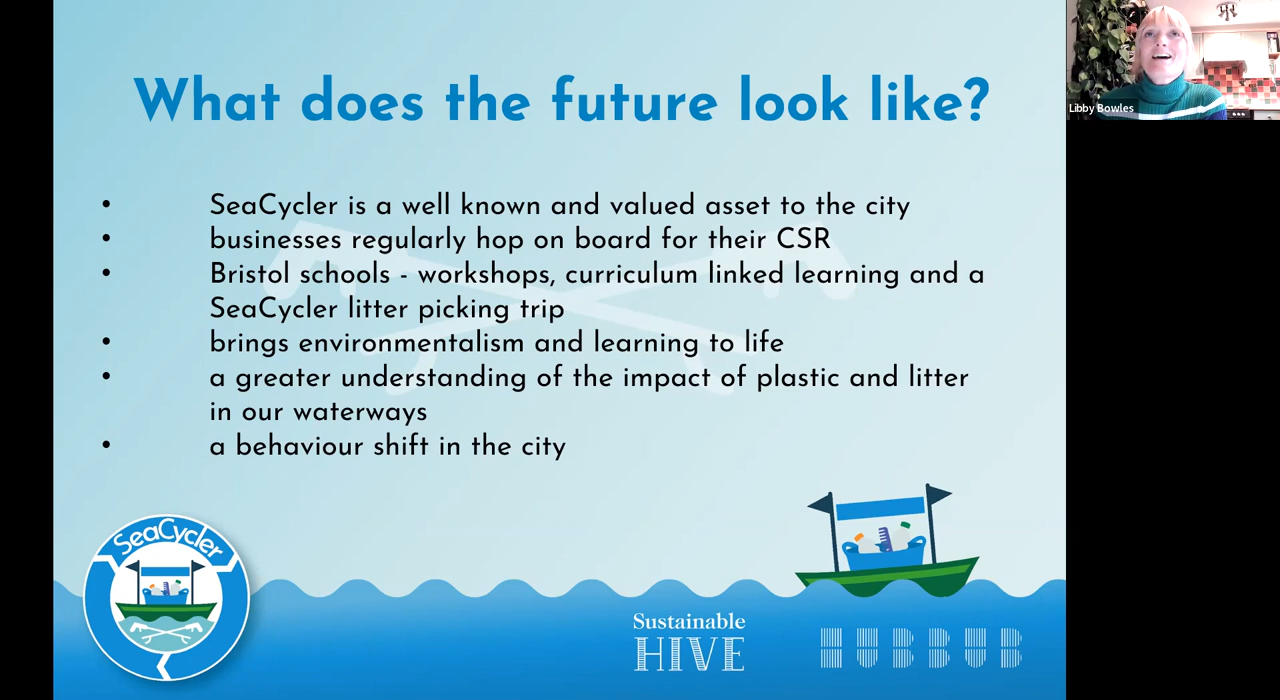 What does the future look like?
Libby Bowles
• SeaCycler is a well known and valued asset to the city
• businesses regularly hop on board for their CSR
• Bristol schools - workshops, curriculum linked learning and a
SeaCycler litter picking trip
• brings environmentalism and learning to life
• a greater understanding of the impact of plastic and litter
in our waterways
• a behaviour shift in the city
SeaCycler
Sustainable
HIVE
HUBBUB